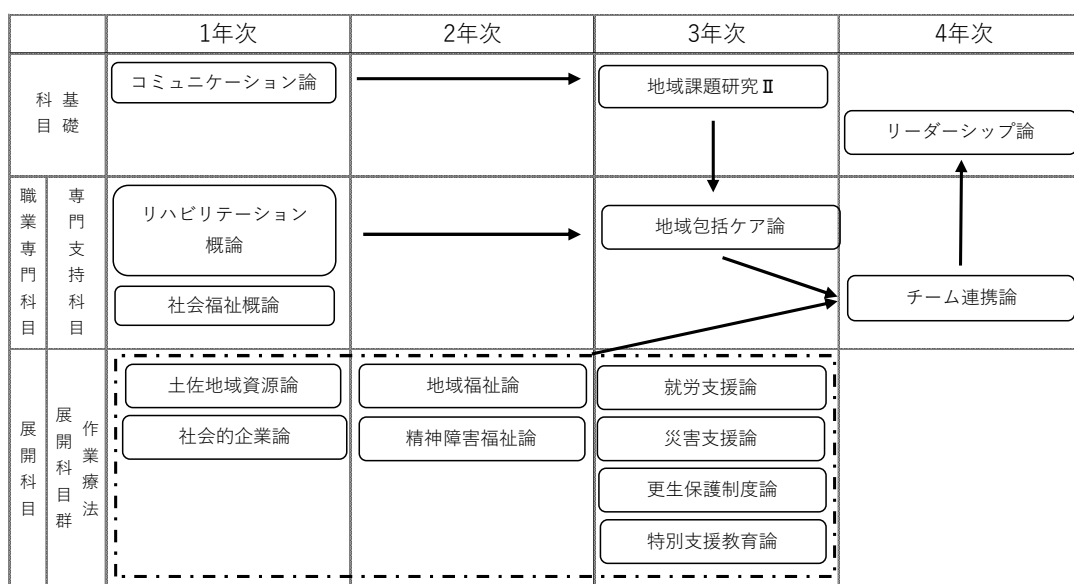 1年次
2年次
3年次
4年次
基礎
科目
コミュニケーション論
地域課題研究Ⅱ
リーダーシップ論
職業専門科目
専門支持科目
リハビリテーション
概論
社会福祉概論
地域包括ケア論
チーム連携論
展開科目
作業療法
展開科目群
土佐地域資源論
地域福祉論
就労支援論
社会的企業論
精神障害福祉論
災害支援論
更生保護制度論
特別支援教育論